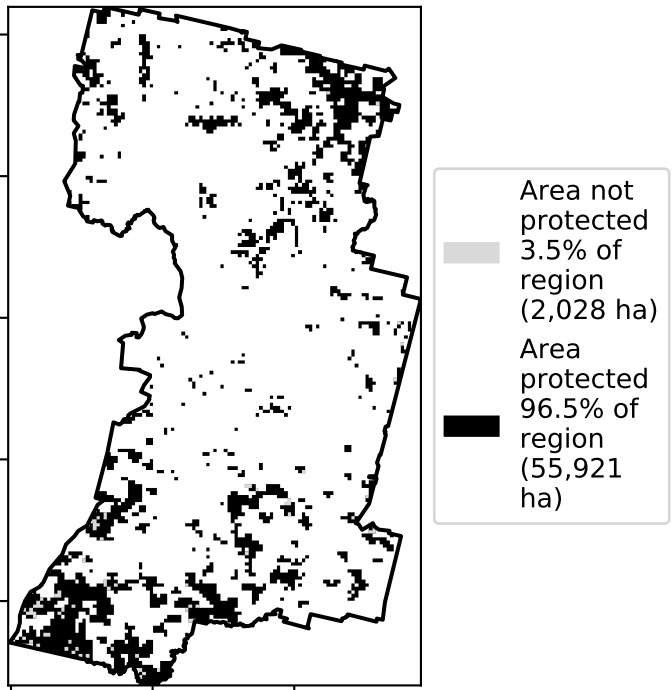 Area not
protected
3.5% of
region
(2,028 ha)
Area
protected
96.5% of
region
(55,921
ha)